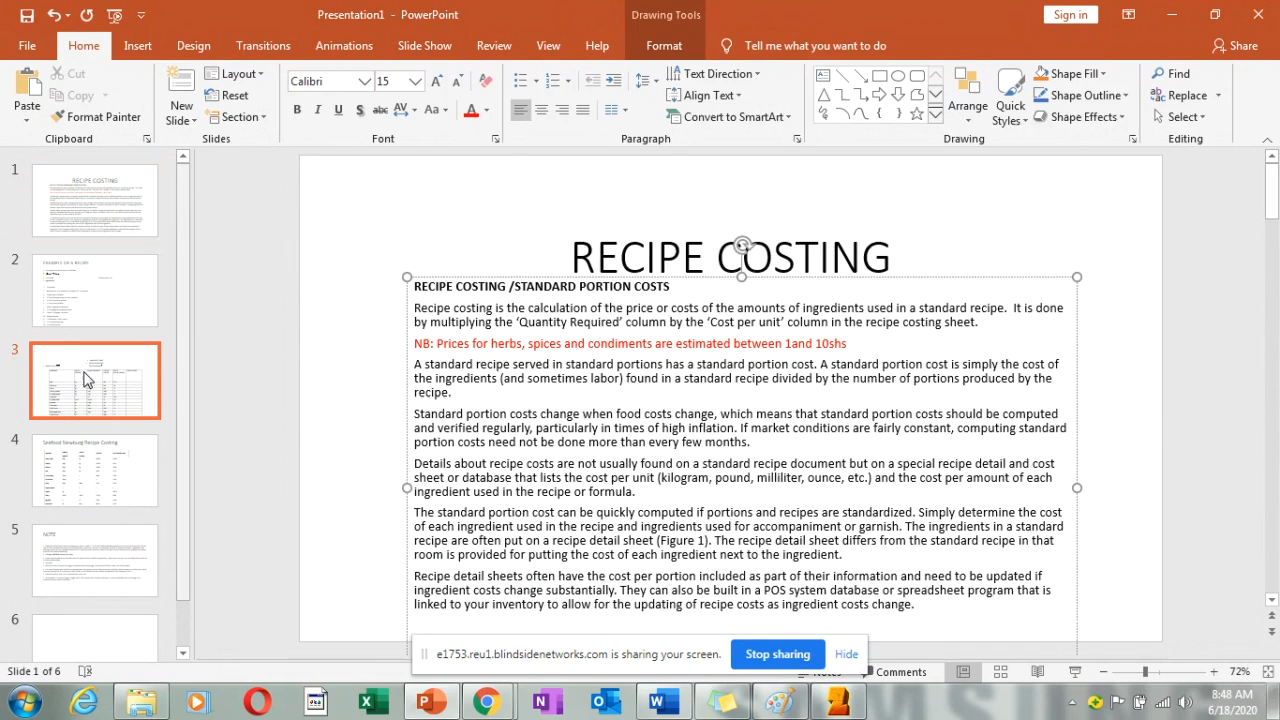 Presentation1 - PowerPoint
Drawing Tools
Sign in
File Home Insert Design Transitions Animations Slide Show Review View Help Format Tell me what you want to do Share
Paste
Cut
Copy
Format Painter
Clipboard
New Slide
Layout
Reset
Section
Slides
Calibri 15
Font
Text Direction
Align Text
Convert to SmartArt
Paragraph
Arrange
Quick Styles
Shape Fill
Shape Outline
Shape Effects
Drawing
Find
Replace
Select
Editing
1
RECIPE COSTING
2
3
4
Seafood Newburg Recipe Costing
5
NOTE
6
RECIPE COSTING
RECIPE COSTING /STANDARD PORTION COSTS
Recipe costing is the calculation of the price or costs of the amounts of ingredients used in a standard recipe. It is done
by multiplying the ‘Quantity Required’ column by the ‘Cost per unit’ column in the recipe costing sheet.
NB: Prices for herbs, spices and condiments are estimated between 1and 10shs
A standard recipe served in standard portions has a standard portion cost. A standard portion cost is simply the cost of
the ingredients (and sometimes labor) found in a standard recipe divided by the number of portions produced by the
recipe.
Standard portion costs change when food costs change, which means that standard portion costs should be computed
and verified regularly, particularly in times of high inflation. If market conditions are fairly constant, computing standard
portion costs need not be done more than every few months.
Details about recipe costs are not usually found on a standard recipe document but on a special recipe detail and cost
sheet or database that lists the cost per unit (kilogram, pound, milliliter, ounce, etc.) and the cost per amount of each
ingredient used in the recipe or formula.
The standard portion cost can be quickly computed if portions and recipes are standardized. Simply determine the cost
of each ingredient used in the recipe and ingredients used for accompaniment or garnish. The ingredients in a standard
recipe are often put on a recipe detail sheet (Figure 1). The recipe detail sheet differs from the standard recipe in that
room is provided for putting the cost of each ingredient next to the ingredient.
Recipe detail sheets often have the cost per portion included as part of their information and need to be updated if
ingredient costs change substantially. They can also be built in a POS system database or spreadsheet program that is
linked to your inventory to allow for the updating of recipe costs as ingredient costs change.
e1753.reu1.blindsidenetworks.com is sharing your screen. Stop sharing Hide
Slide 1 of 6
Notes Comments 72%
8:48 AM
6/18/2020